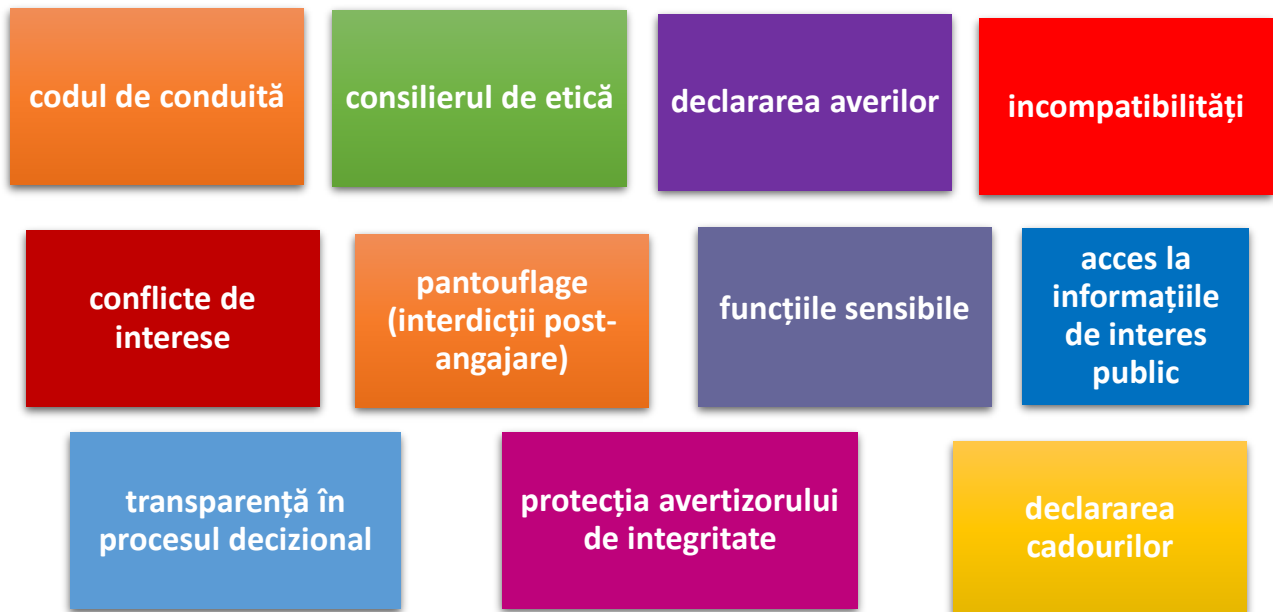 codul de conduită
consilierul de etică
declararea averilor
incompatibilități
conflicte de
interese
pantouflage
(interdicții post-
angajare)
funcțiile sensibile
acces la
informațiile
de interes
public
transparență în
procesul decizional
protecția avertizorului
de integritate
declararea
cadourilor